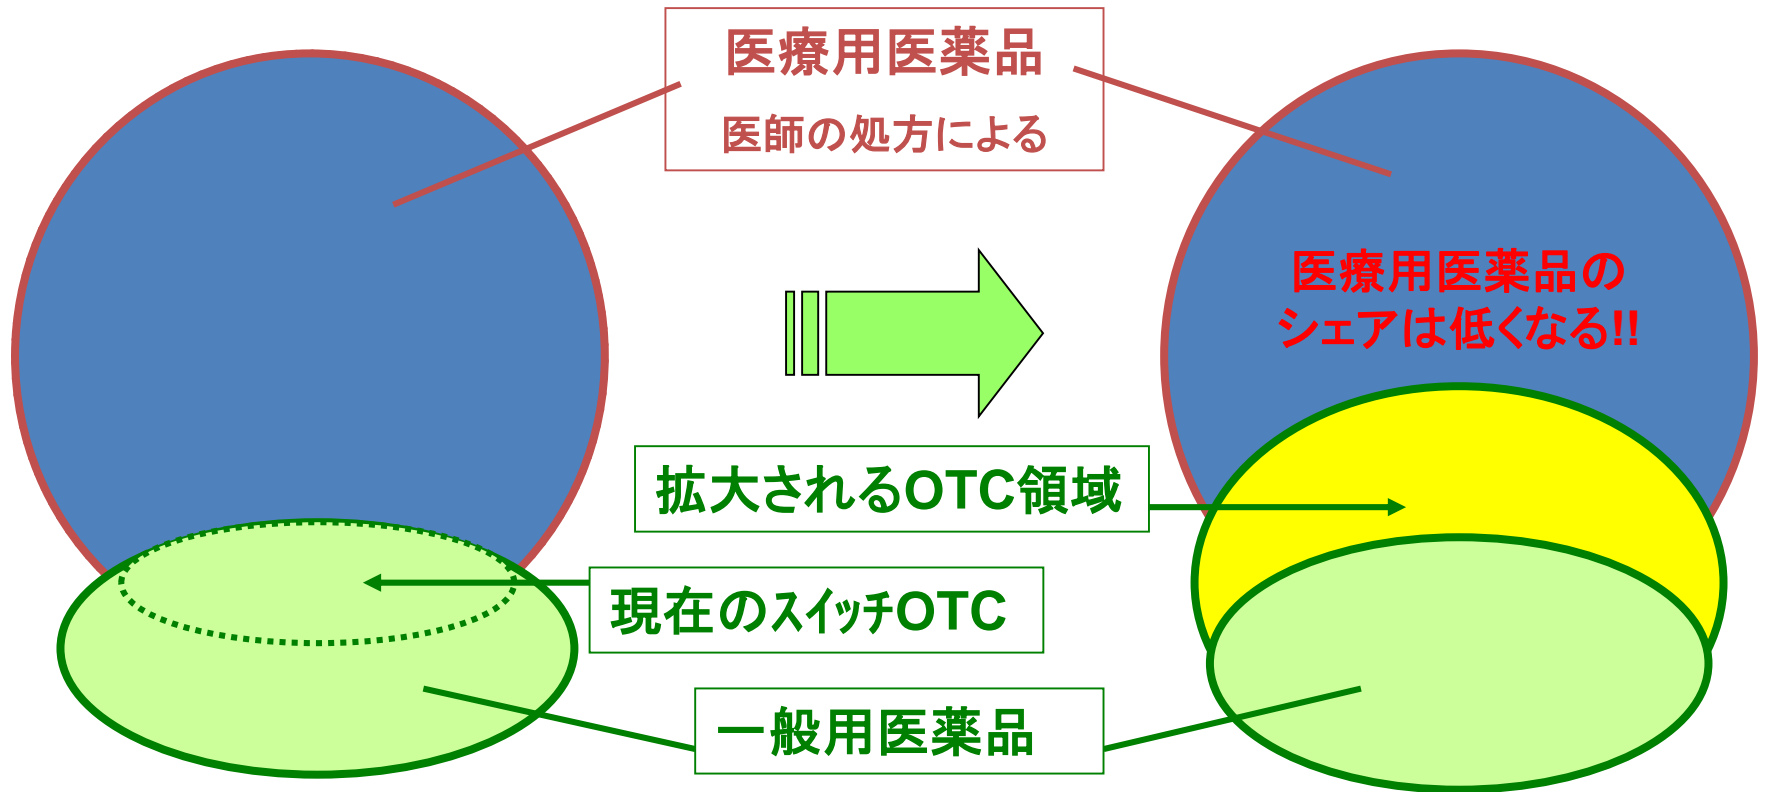 医療用医薬品
医師の処方による
医療用医薬品の
シェアは低くなる!!
拡大されるOTC領域
現在のｽｲｯﾁOTC
一般用医薬品